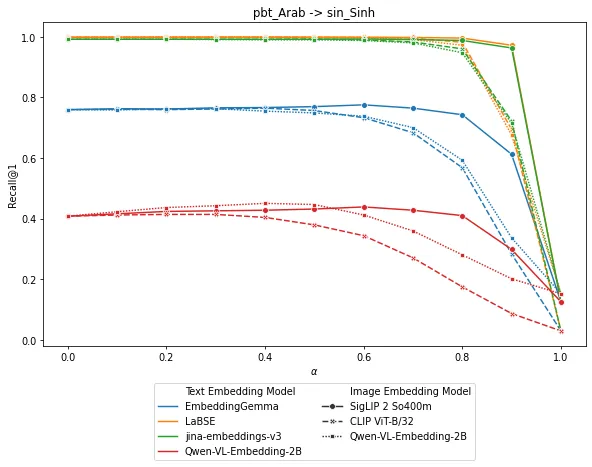 pbt_Arab -> sin_Sinh
Recall@1
1.0
0.8
0.6
0.4
0.2
0.0
0.0 0.2 0.4 0.6 0.8 1.0
α
Text Embedding Model
EmbeddingGemma
LaBSE
jina-embeddings-v3
Qwen-VL-Embedding-2B
Image Embedding Model
SigLIP 2 So400m
CLIP ViT-B/32
Qwen-VL-Embedding-2B